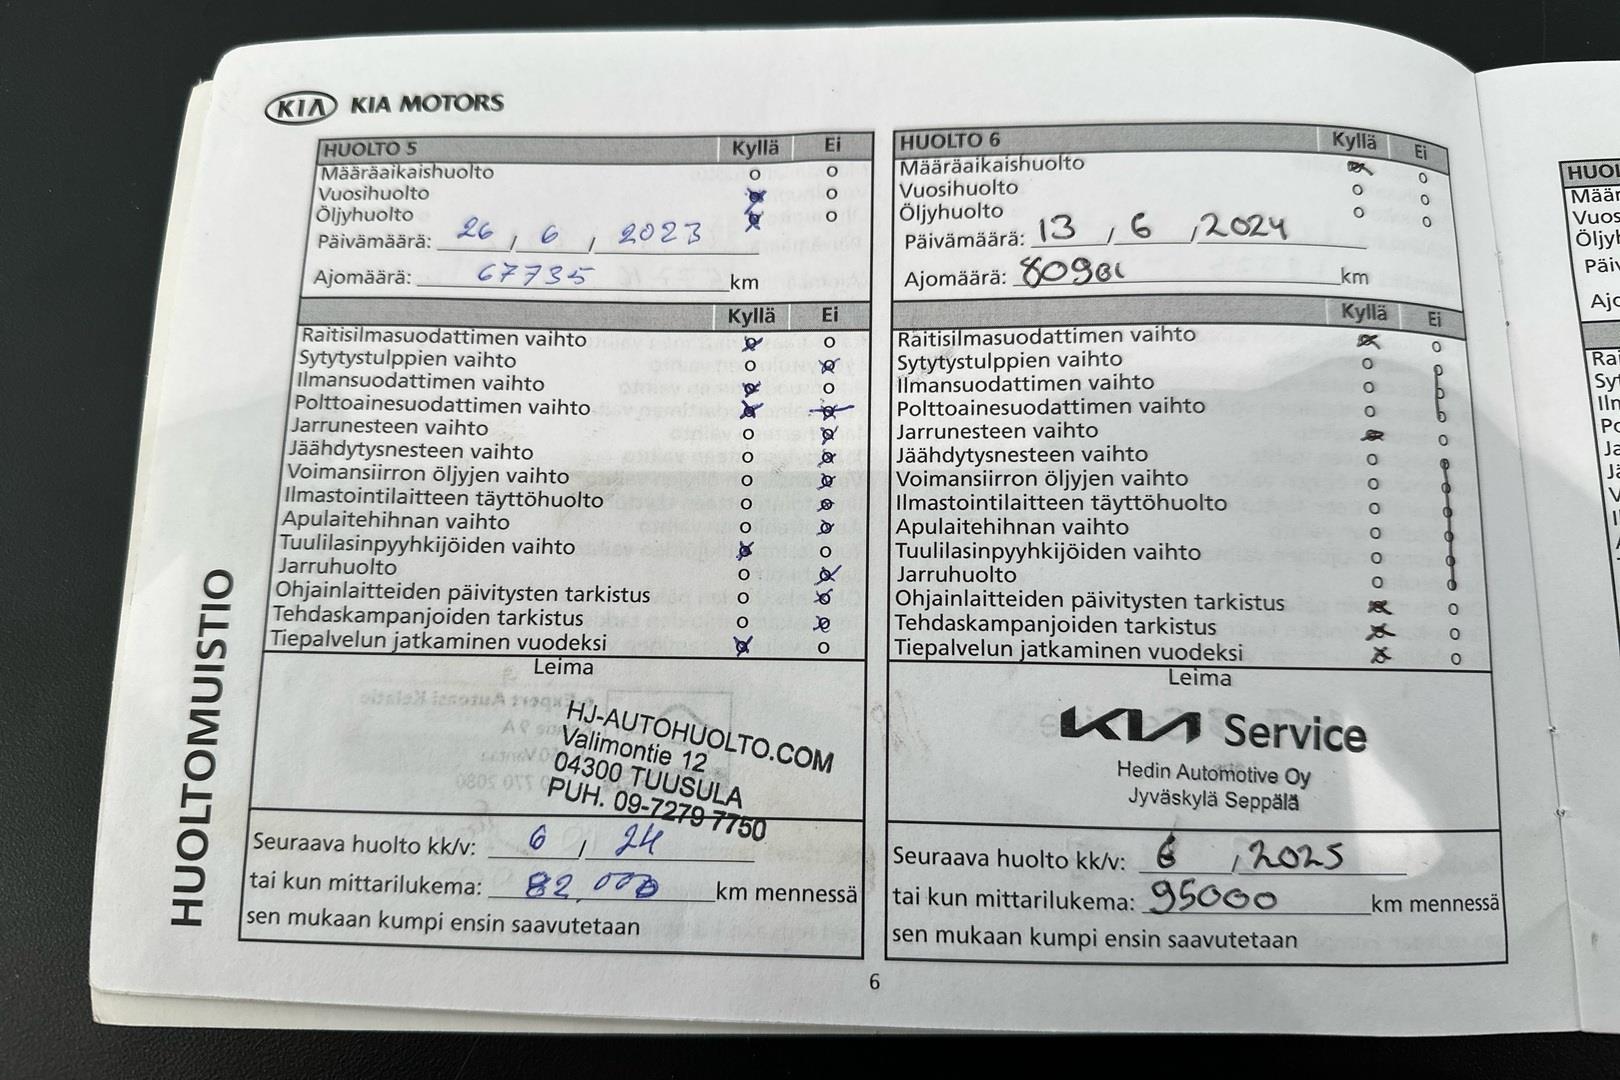 KIA KIA MOTORS
HUOLTO 5 Kyllä Ei
Määräaikaishuolto o o
Vuosihuolto o
Öljyhuolto o
Päivämäärä: 26 / 6 / 2023
Ajomäärä: 67735 km
Kyllä Ei
Raitisilmasuodattimen vaihto
Sytytystulppien vaihto
Ilmansuodattimen vaihto
Polttoainesuodattimen vaihto
Jarrunesteen vaihto
Jäähdytysnesteen vaihto
Voimansiirron öljyjen vaihto
Ilmastointilaitteen täyttöhuolto
Apulaitehihnan vaihto
Tuulilasinpyyhkijöiden vaihto
Jarruhuolto
Ohjainlaitteiden päivitysten tarkistus
Tehdaskampanjoiden tarkistus
Tiepalvelun jatkaminen vuodeksi
Leima
HJ-AUTOHUOLTO.COM
Valimontie 12
04300 TUUSULA
PUH. 09-7279 7750
Seuraava huolto kk/v: 6 / 24
tai kun mittarilukema: 82.000 km mennessä
sen mukaan kumpi ensin saavutetaan
HUOLTO 6 Kyllä Ei
Määräaikaishuolto
Vuosihuolto
Öljyhuolto
Päivämäärä: 13 / 6 / 2024
Ajomäärä: km
Kyllä Ei
Raitisilmasuodattimen vaihto
Sytytystulppien vaihto
Ilmansuodattimen vaihto
Polttoainesuodattimen vaihto
Jarrunesteen vaihto
Jäähdytysnesteen vaihto
Voimansiirron öljyjen vaihto
Ilmastointilaitteen täyttöhuolto
Apulaitehihnan vaihto
Tuulilasinpyyhkijöiden vaihto
Jarruhuolto
Ohjainlaitteiden päivitysten tarkistus
Tehdaskampanjoiden tarkistus
Tiepalvelun jatkaminen vuodeksi
Leima
KIA Service
Hedin Automotive Oy
Jyväskylä Seppälä
Seuraava huolto kk/v: 6 / 2025
tai kun mittarilukema: 95000 km mennessä
sen mukaan kumpi ensin saavutetaan
HUOLTOMUISTIO
6